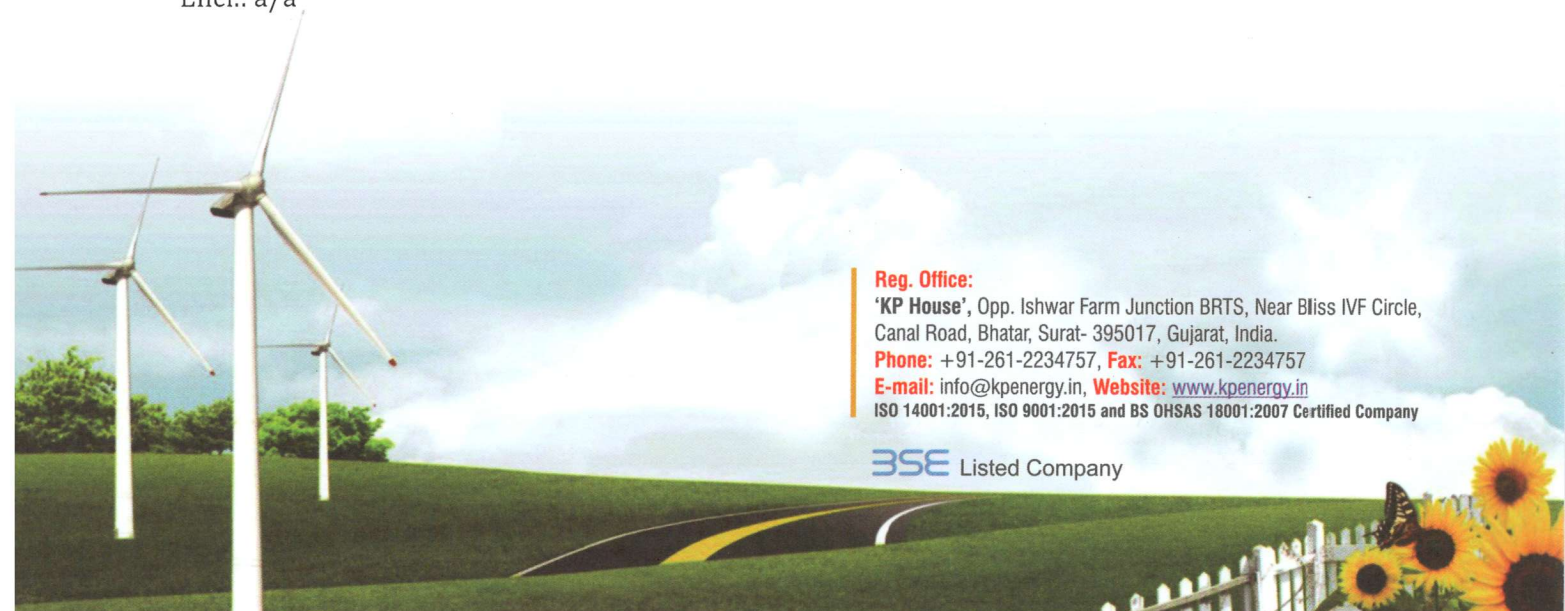 Encl.: a/a
Reg. Office:
‘KP House’, Opp. Ishwar Farm Junction BRTS, Near Bliss IVF Circle,
Canal Road, Bhatar, Surat- 395017, Gujarat, India.
Phone: +91-261-2234757, Fax: +91-261-2234757
E-mail: info@kpenergy.in, Website: www.kpenergy.in
ISO 14001:2015, ISO 9001:2015 and BS OHSAS 18001:2007 Certified Company
BSE Listed Company